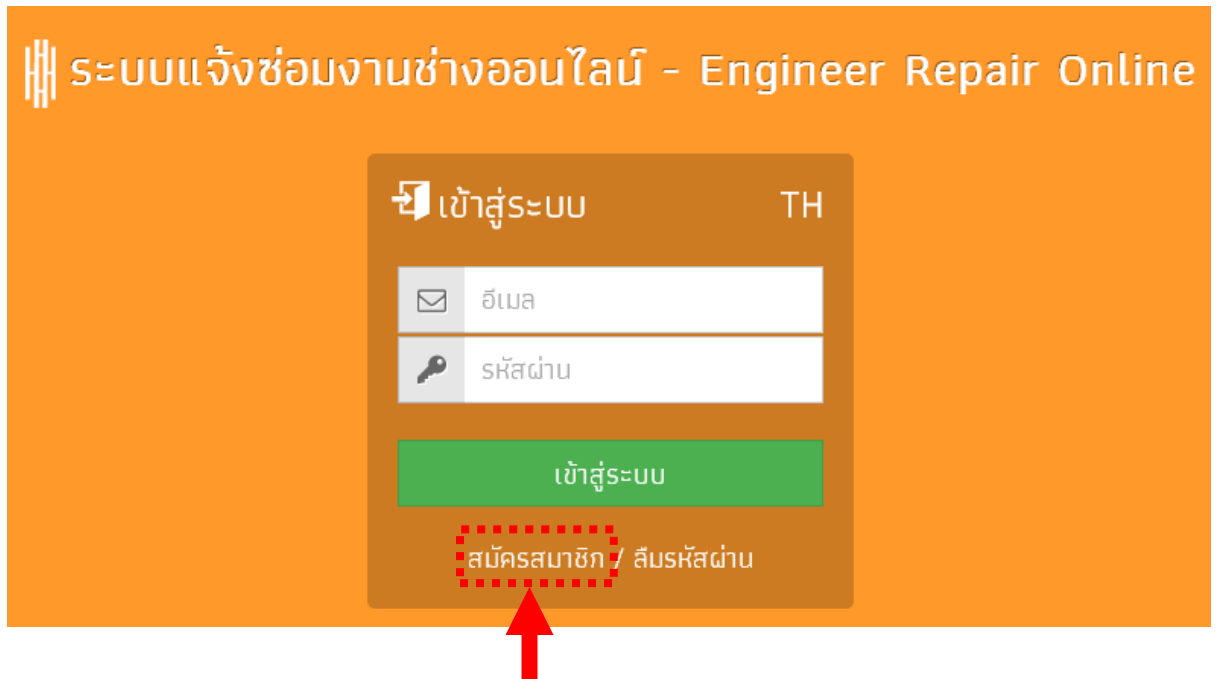 ระบบแจ้งซ่อมงานช่างออนไลน์ - Engineer Repair Online
เข้าสู่ระบบ TH
อีเมล
รหัสผ่าน
เข้าสู่ระบบ
สมัครสมาชิก / ลืมรหัสผ่าน